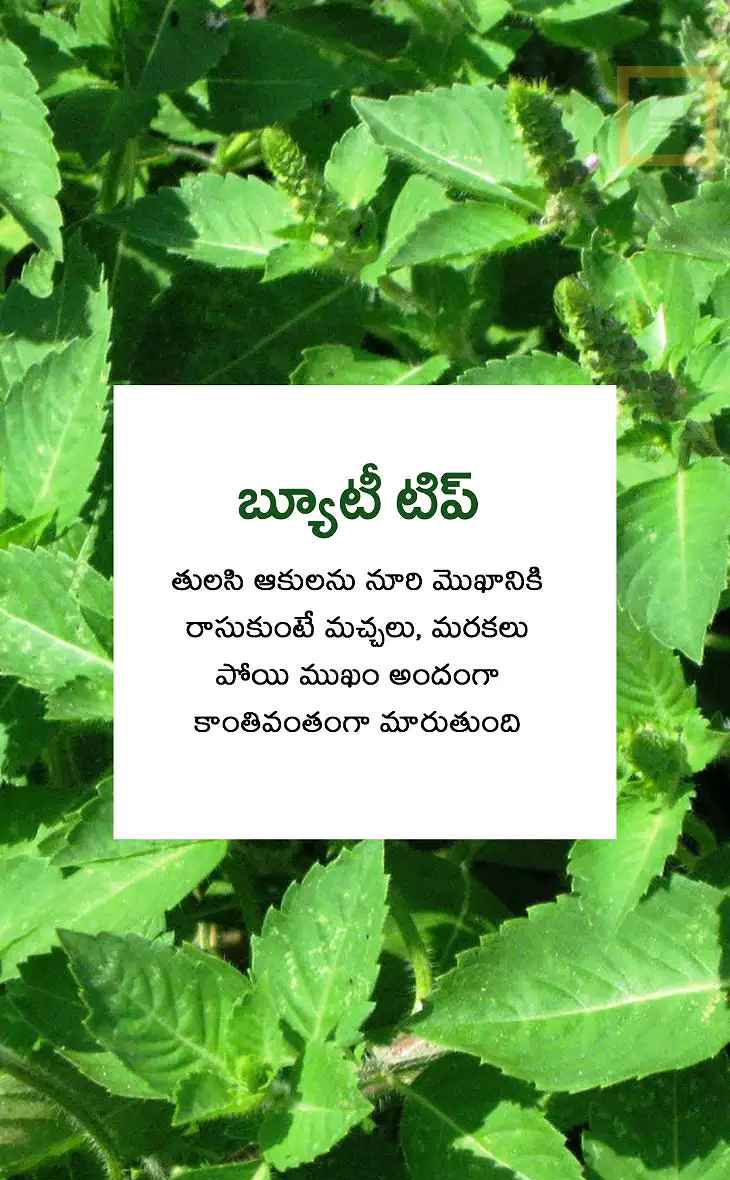 బ్యూటీ టిప్
తులసి ఆకులను నూరి మొఖానికి
రాసుకుంటే మచ్చలు, మరకలు
పోయి ముఖం అందంగా
కాంతివంతంగా మారుతుంది